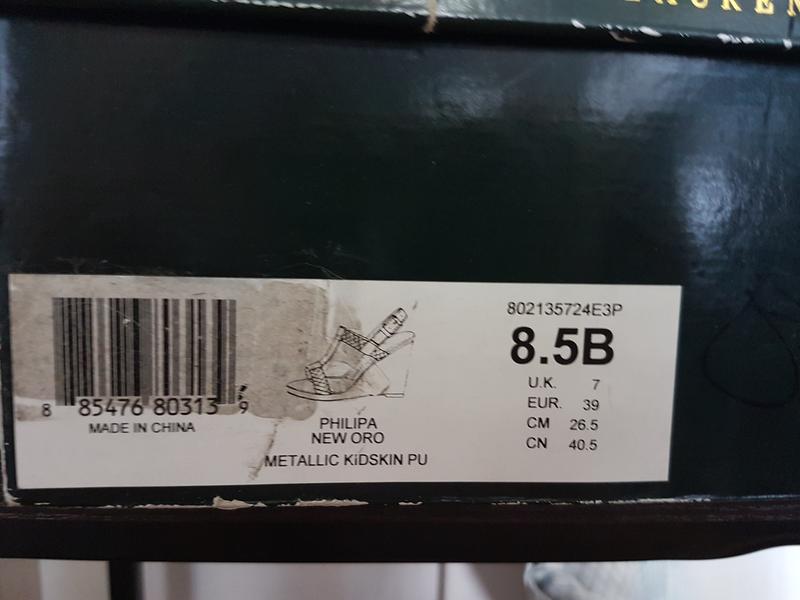 LAUREN
802135724E3P
8.5B
U.K. 7
EUR. 39
CM 26.5
CN 40.5
8 85476 80313 9
MADE IN CHINA
PHILIPA
NEW ORO
METALLIC KIDSKIN PU